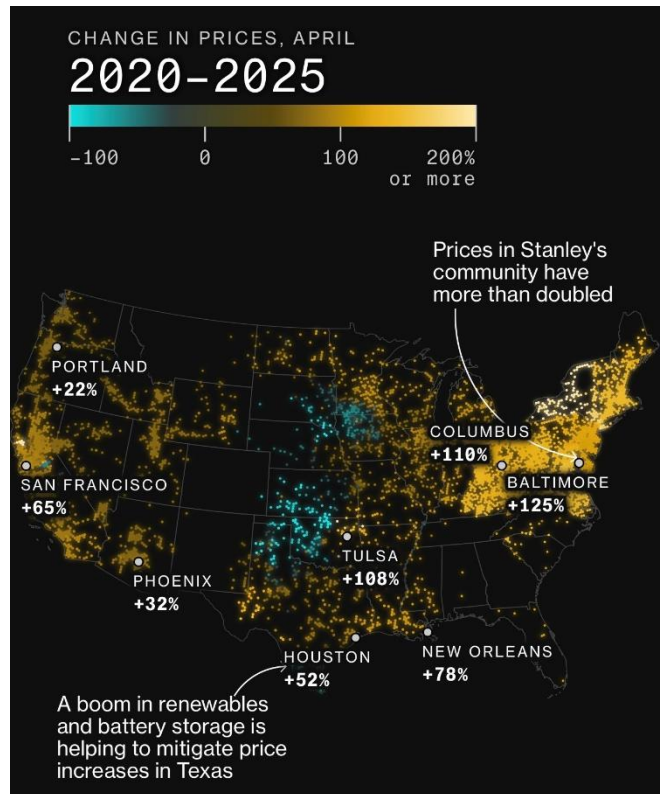 CHANGE IN PRICES, APRIL
2020–2025
-100 0 100 200%
or more
Prices in Stanley's
community have
more than doubled
PORTLAND
+22%
COLUMBUS
+110%
SAN FRANCISCO
+65%
BALTIMORE
+125%
TULSA
+108%
PHOENIX
+32%
HOUSTON
+52%
NEW ORLEANS
+78%
A boom in renewables
and battery storage is
helping to mitigate price
increases in Texas